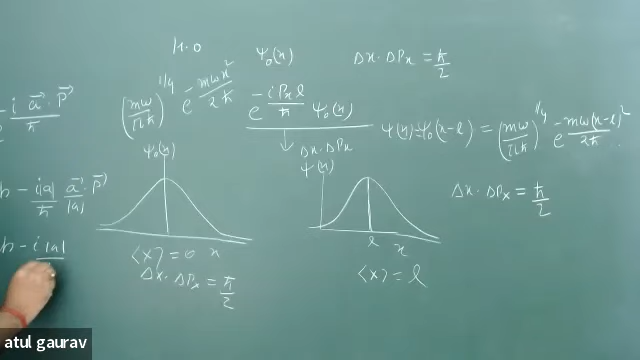 H.O
ψ₀(x)
Δx · ΔPₓ = ħ/2
i a⃗ · P⃗ / ħ
(mω/πħ)^{1/4} e^{-mωx²/2ħ}
e^{-iPₓl/ħ} ψ₀(x)
ψ(x) = ψ₀(x-l) = (mω/πħ)^{1/4} e^{-mω(x-l)²/2ħ}
Δx · ΔPₓ
ψ₀(x)
ψ(x)
- i|a|/ħ a⃗ · P⃗ / |a|
Δx · ΔPₓ = ħ/2
- i|a|
⟨x⟩ = 0
x
l
x
Δx · ΔPₓ = ħ/2
⟨x⟩ = l
atul gaurav